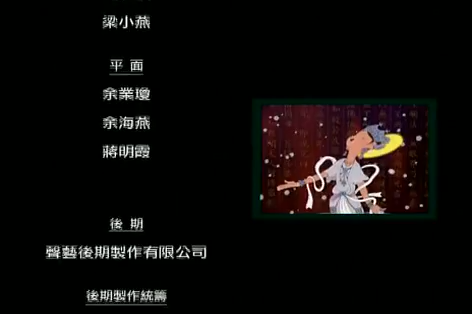 梁小燕
平面
余業瓊
余海燕
蔣明霞
後期
聲藝後期製作有限公司
後期製作統籌